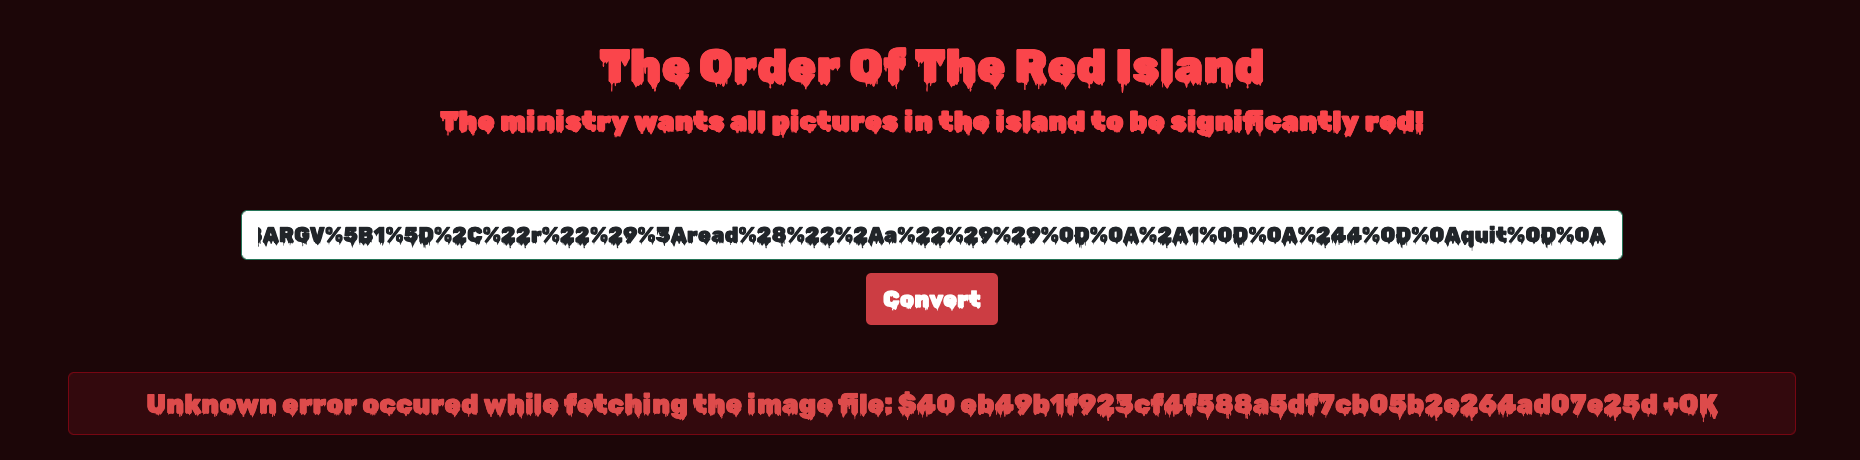 The Order Of The Red Island
The ministry wants all pictures in the island to be significantly red!
ARGV%5B1%5D%2C%22r%22%29%3Aread%28%22%2Aa%22%29%29%0D%0A%2A1%0D%0A%244%0D%0Aquit%0D%0A
Convert
Unknown error occured while fetching the image file: $40 eb49b1f923cf4f588a5df7cb05b2e264ad07e25d +OK